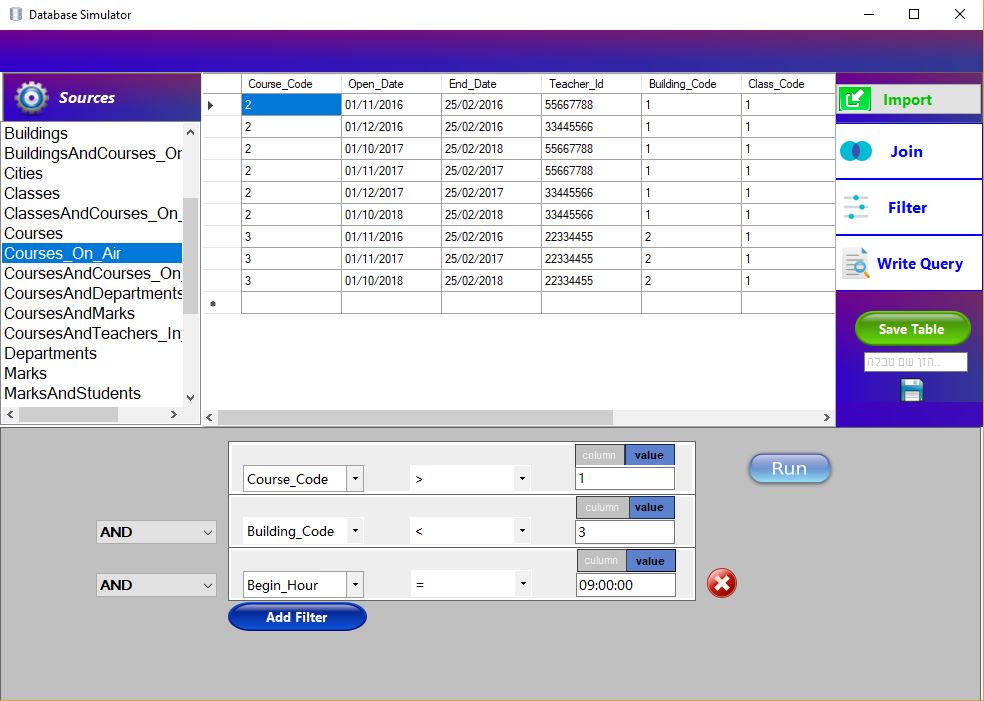 Database Simulator
Sources
Buildings
BuildingsAndCourses_Or
Cities
Classes
ClassesAndCourses_On_
Courses
Courses_On_Air
CoursesAndCourses_On_
CoursesAndDepartments
CoursesAndMarks
CoursesAndTeachers_In_
Departments
Marks
MarksAndStudents
Course_Code Open_Date End_Date Teacher_Id Building_Code Class_Code
2 01/11/2016 25/02/2016 55667788 1 1
2 01/12/2016 25/02/2016 33445566 1 1
2 01/10/2017 25/02/2018 55667788 1 1
2 01/11/2017 25/02/2017 55667788 1 1
2 01/12/2017 25/02/2017 33445566 1 1
2 01/10/2018 25/02/2018 33445566 1 1
3 01/11/2016 25/02/2016 22334455 2 1
3 01/11/2017 25/02/2017 22334455 2 1
3 01/10/2018 25/02/2018 22334455 2 1
*
Import
Join
Filter
Write Query
Save Table
הזן שם טבלה..
column value
Course_Code > 1
Run
culumn value
AND Building_Code < 3
culumn value
AND Begin_Hour = 09:00:00
Add Filter